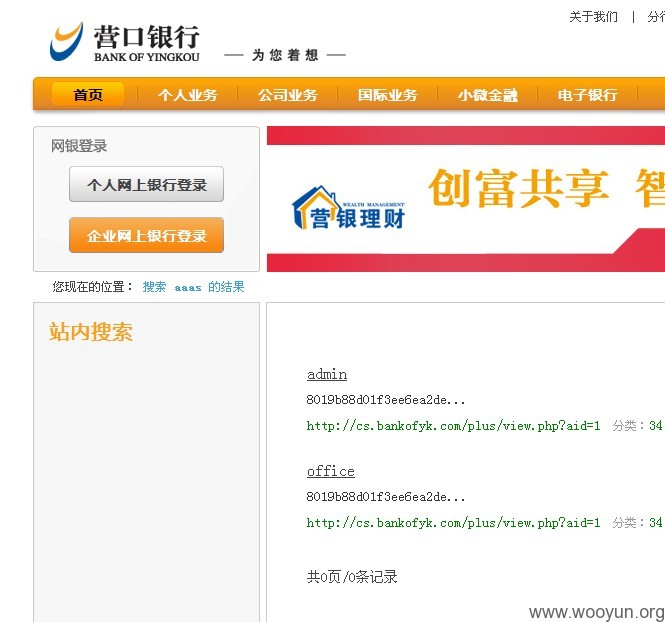 关于我们 | 分行
营口银行
BANK OF YINGKOU
— 为您着想 —
首页 个人业务 公司业务 国际业务 小微金融 电子银行
网银登录
个人网上银行登录
企业网上银行登录
WEALTH MANAGEMENT
营银理财
创富共享 智
您现在的位置： 搜索 aaas 的结果
站内搜索
admin
8019b88d01f3ee6ea2de...
http://cs.bankofyk.com/plus/view.php?aid=1 分类：34
office
8019b88d01f3ee6ea2de...
http://cs.bankofyk.com/plus/view.php?aid=1 分类：34
共0页/0条记录
www.wooyun.org